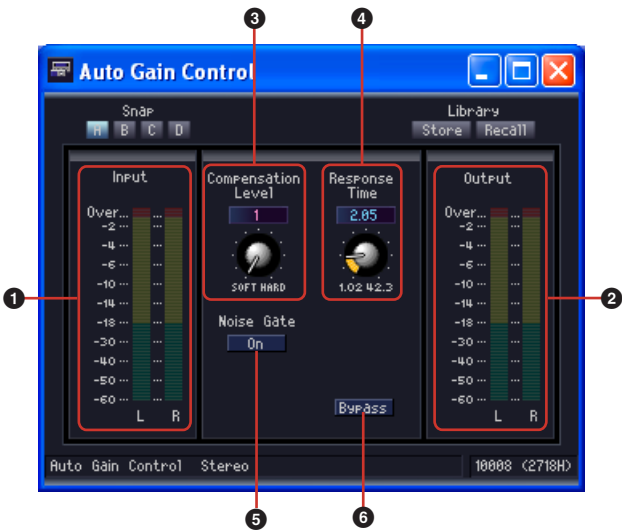 3 4
Auto Gain Control
Snap Library
A B C D Store Recall
Input Compensation Level Response Time Output
1 2.05
Over... ... Over... ...
-2 ... ... -2 ... ...
-4 ... ... -4 ... ...
-6 ... ... -6 ... ...
SOFT HARD 1.02 42.3
-10 ... ... -10 ... ...
1 2
-14 ... ... -14 ... ...
-18 ... ... -18 ... ...
Noise Gate
-30 ... ... -30 ... ...
On
-40 ... ... -40 ... ...
-50 ... ... -50 ... ...
-60 ... ... -60 ... ...
Bypass
L R L R
Auto Gain Control Stereo 10008 (2718H)
5 6